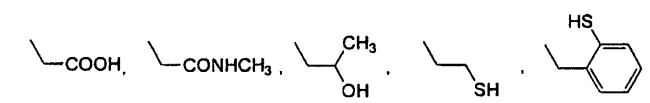 HS
CH₃
COOH, CONHCH₃, , ,
OH
SH